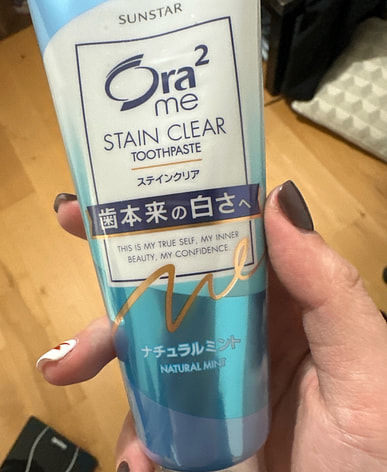 SUNSTAR
Ora²
me
STAIN CLEAR
TOOTHPASTE
ステインクリア
歯本来の白さへ
THIS IS MY TRUE SELF, MY INNER
BEAUTY, MY CONFIDENCE...
me
ナチュラルミント
NATURAL MINT